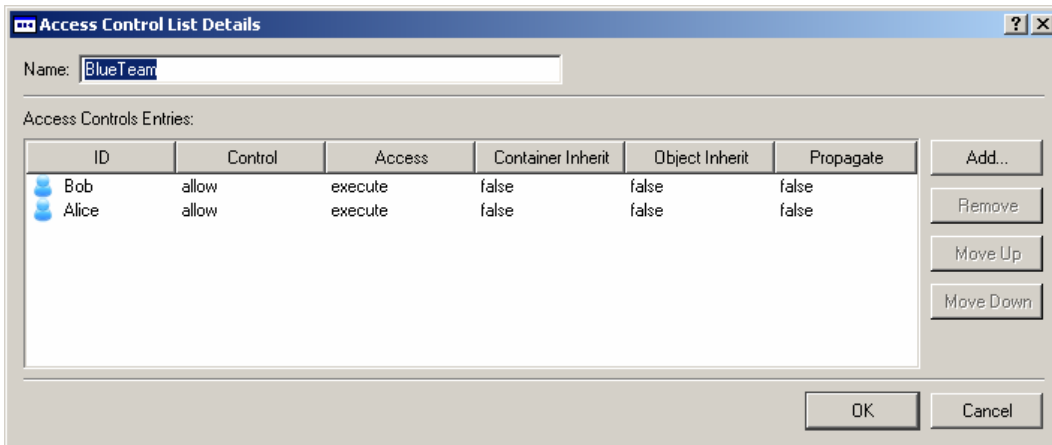 Access Control List Details
Name: BlueTeam
Access Controls Entries:
ID Control Access Container Inherit Object Inherit Propagate
Bob allow execute false false false
Alice allow execute false false false
Add...
Remove
Move Up
Move Down
OK Cancel